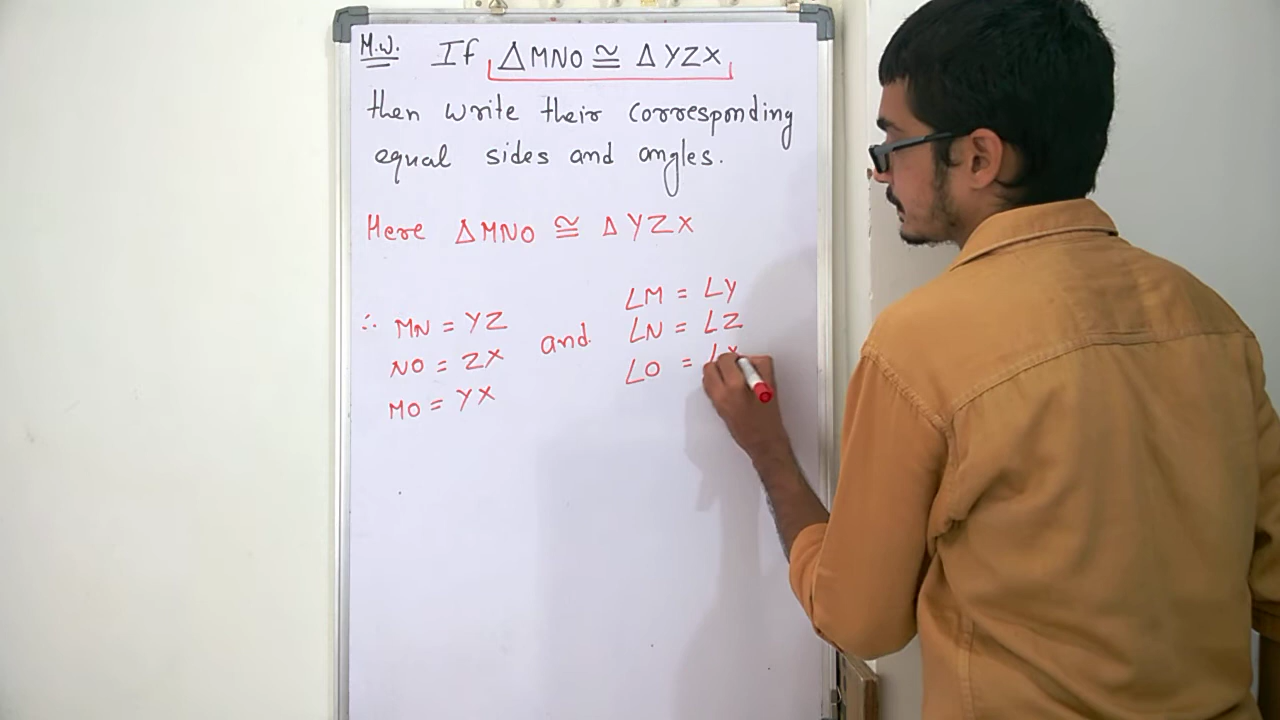 M.W. If ΔMNO ≅ ΔYZX
then write their corresponding
equal sides and angles.
Here ΔMNO ≅ ΔYZX
∴ MN = YZ
NO = ZX
MO = YX
and
∠M = ∠Y
∠N = ∠Z
∠O = ∠X